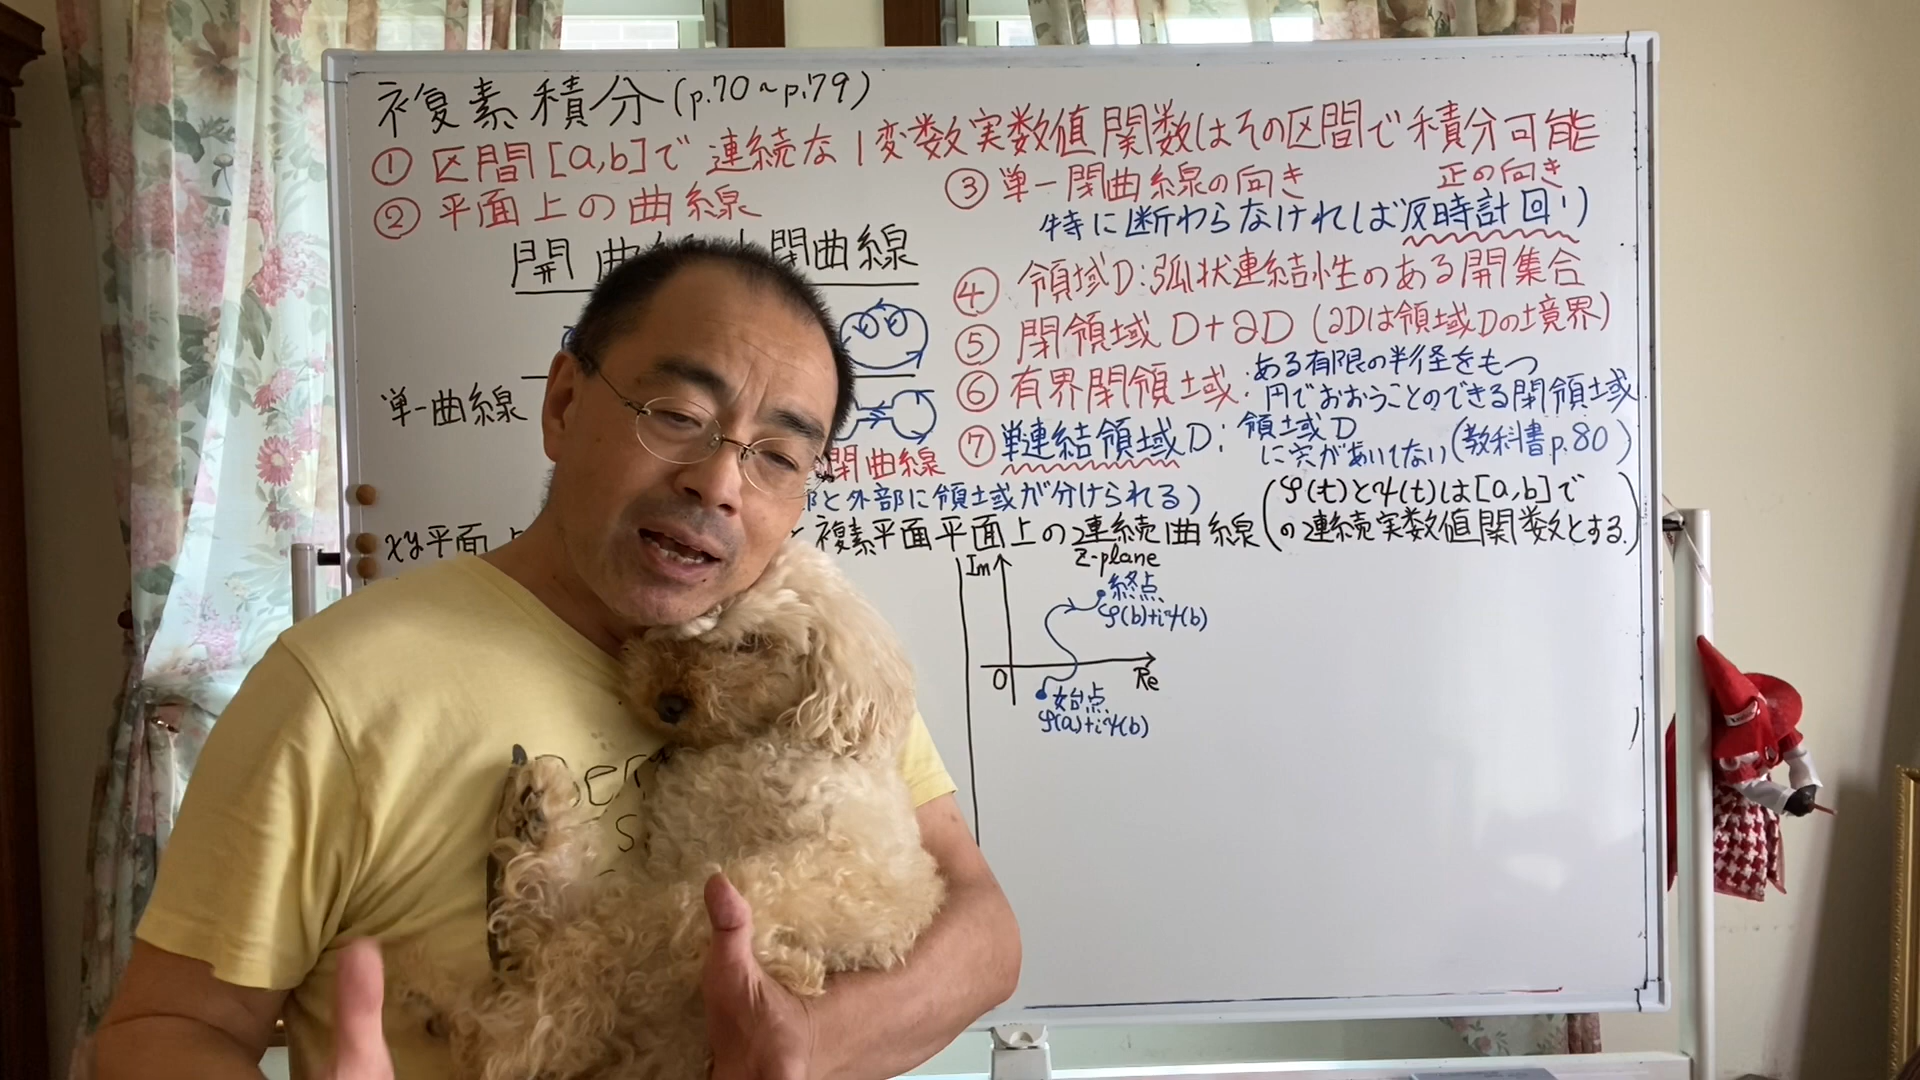 複素積分(p.70~p.79)
① 区間[a,b]で連続な1変数実数値関数はその区間で積分可能
② 平面上の曲線
開曲 閉曲線
単一曲線
閉曲線
と外部に領域が分けられる)
③ 単一閉曲線の向き 正の向き
特に断わらなければ反時計回り
④ 領域D:弧状連結性のある開集合
⑤ 閉領域 D+∂D (∂Dは領域Dの境界)
⑥ 有界閉領域・ある有限の半径をもつ
円でおおうことのできる閉領域
⑦ 単連結領域D:領域D
に穴があいてない(教科書p.80)
xy平面上 複素平面平面上の連続曲線(φ(t)とψ(t)は[a,b]で
の連続実数値関数とする.)
z-plane
Im
終点
φ(b)+iψ(b)
O
Re
始点
φ(a)+iψ(b)